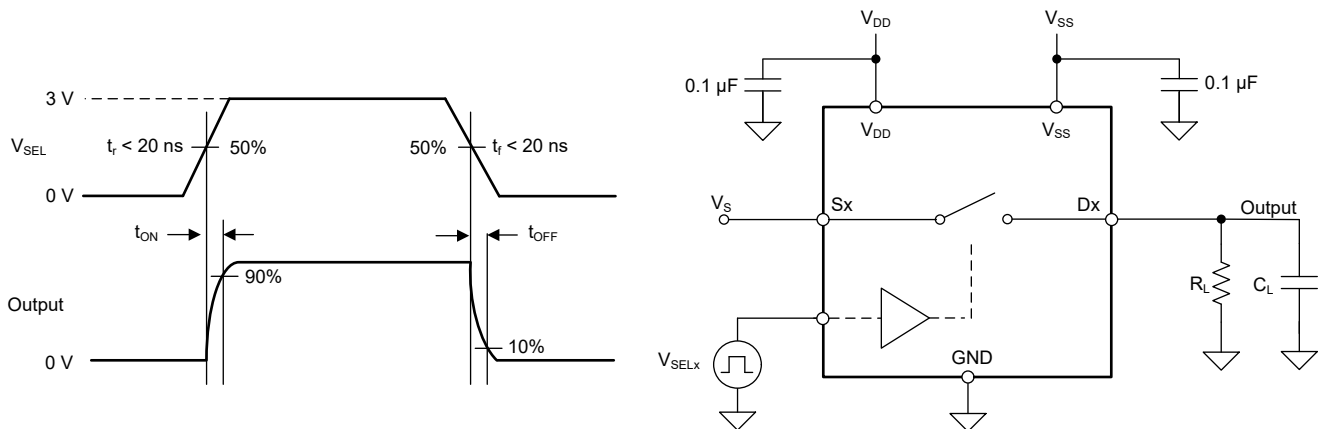 3 V
V_SEL
t_r < 20 ns
50%
50%
t_f < 20 ns
0 V
t_ON
t_OFF
90%
Output
10%
0 V
V_DD
V_SS
0.1 µF
0.1 µF
V_DD
V_SS
V_S
Sx
Dx
Output
R_L
C_L
V_SELx
GND